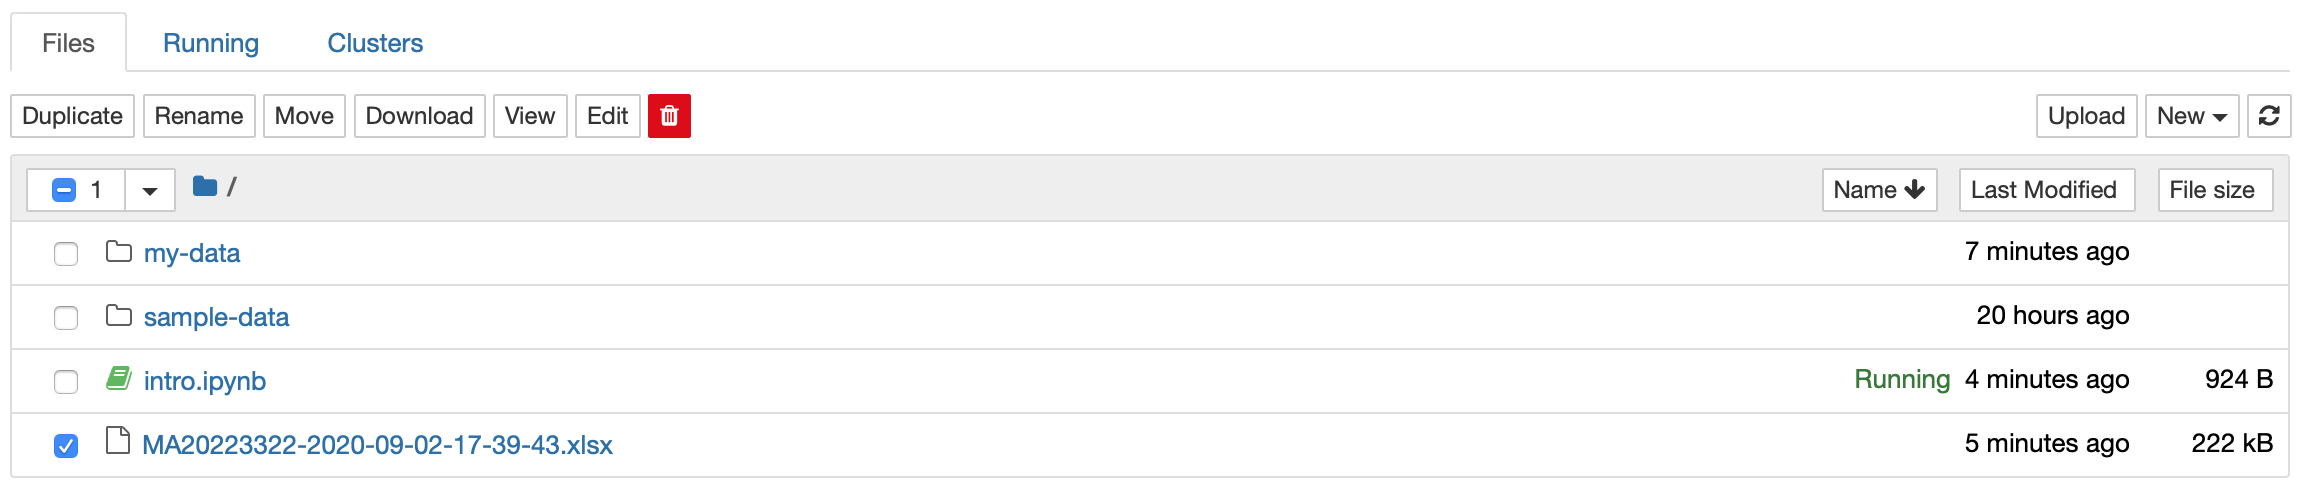 Files Running Clusters
Duplicate Rename Move Download View Edit Upload New
1 / Name Last Modified File size
my-data 7 minutes ago
sample-data 20 hours ago
intro.ipynb Running 4 minutes ago 924 B
MA20223322-2020-09-02-17-39-43.xlsx 5 minutes ago 222 kB